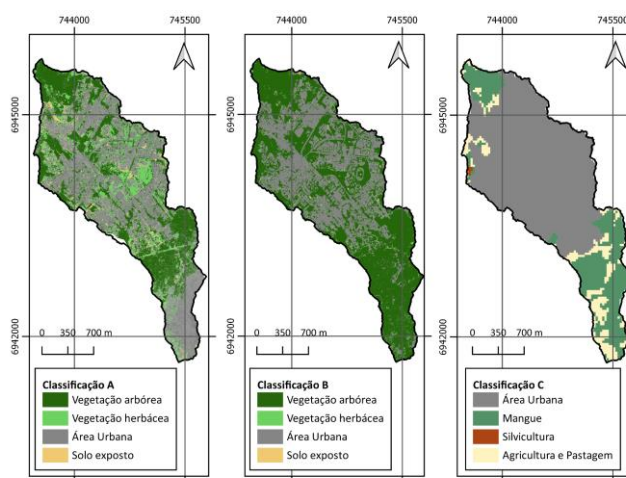 744000 745500
744000 745500
744000 745500
6945000
6942000
0 350 700 m
Classificação A
Vegetação arbórea
Vegetação herbácea
Área Urbana
Solo exposto
6945000
6942000
0 350 700 m
Classificação B
Vegetação arbórea
Vegetação herbácea
Área Urbana
Solo exposto
6945000
6942000
0 350 700 m
Classificação C
Área Urbana
Mangue
Silvicultura
Agricultura e Pastagem